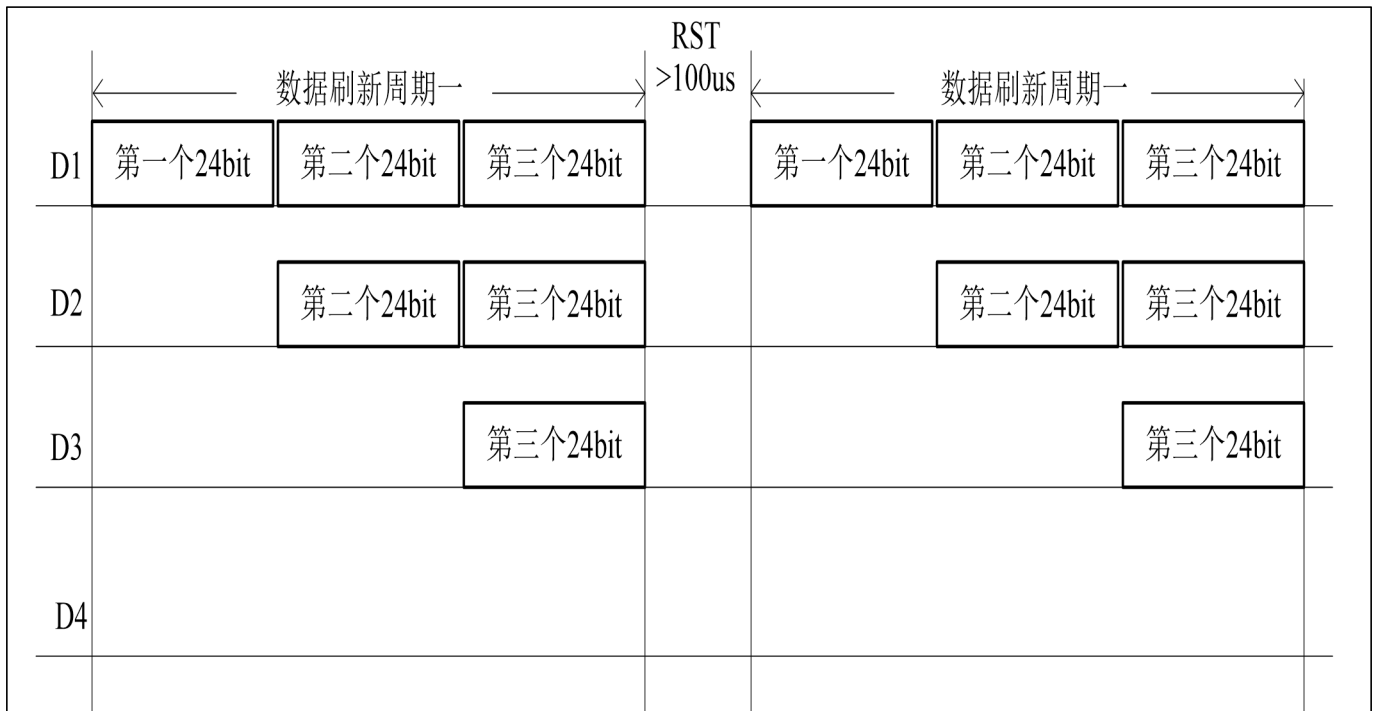 RST
>100us
数据刷新周期一 数据刷新周期一
D1 第一个24bit 第二个24bit 第三个24bit 第一个24bit 第二个24bit 第三个24bit
D2 第二个24bit 第三个24bit 第二个24bit 第三个24bit
D3 第三个24bit 第三个24bit
D4